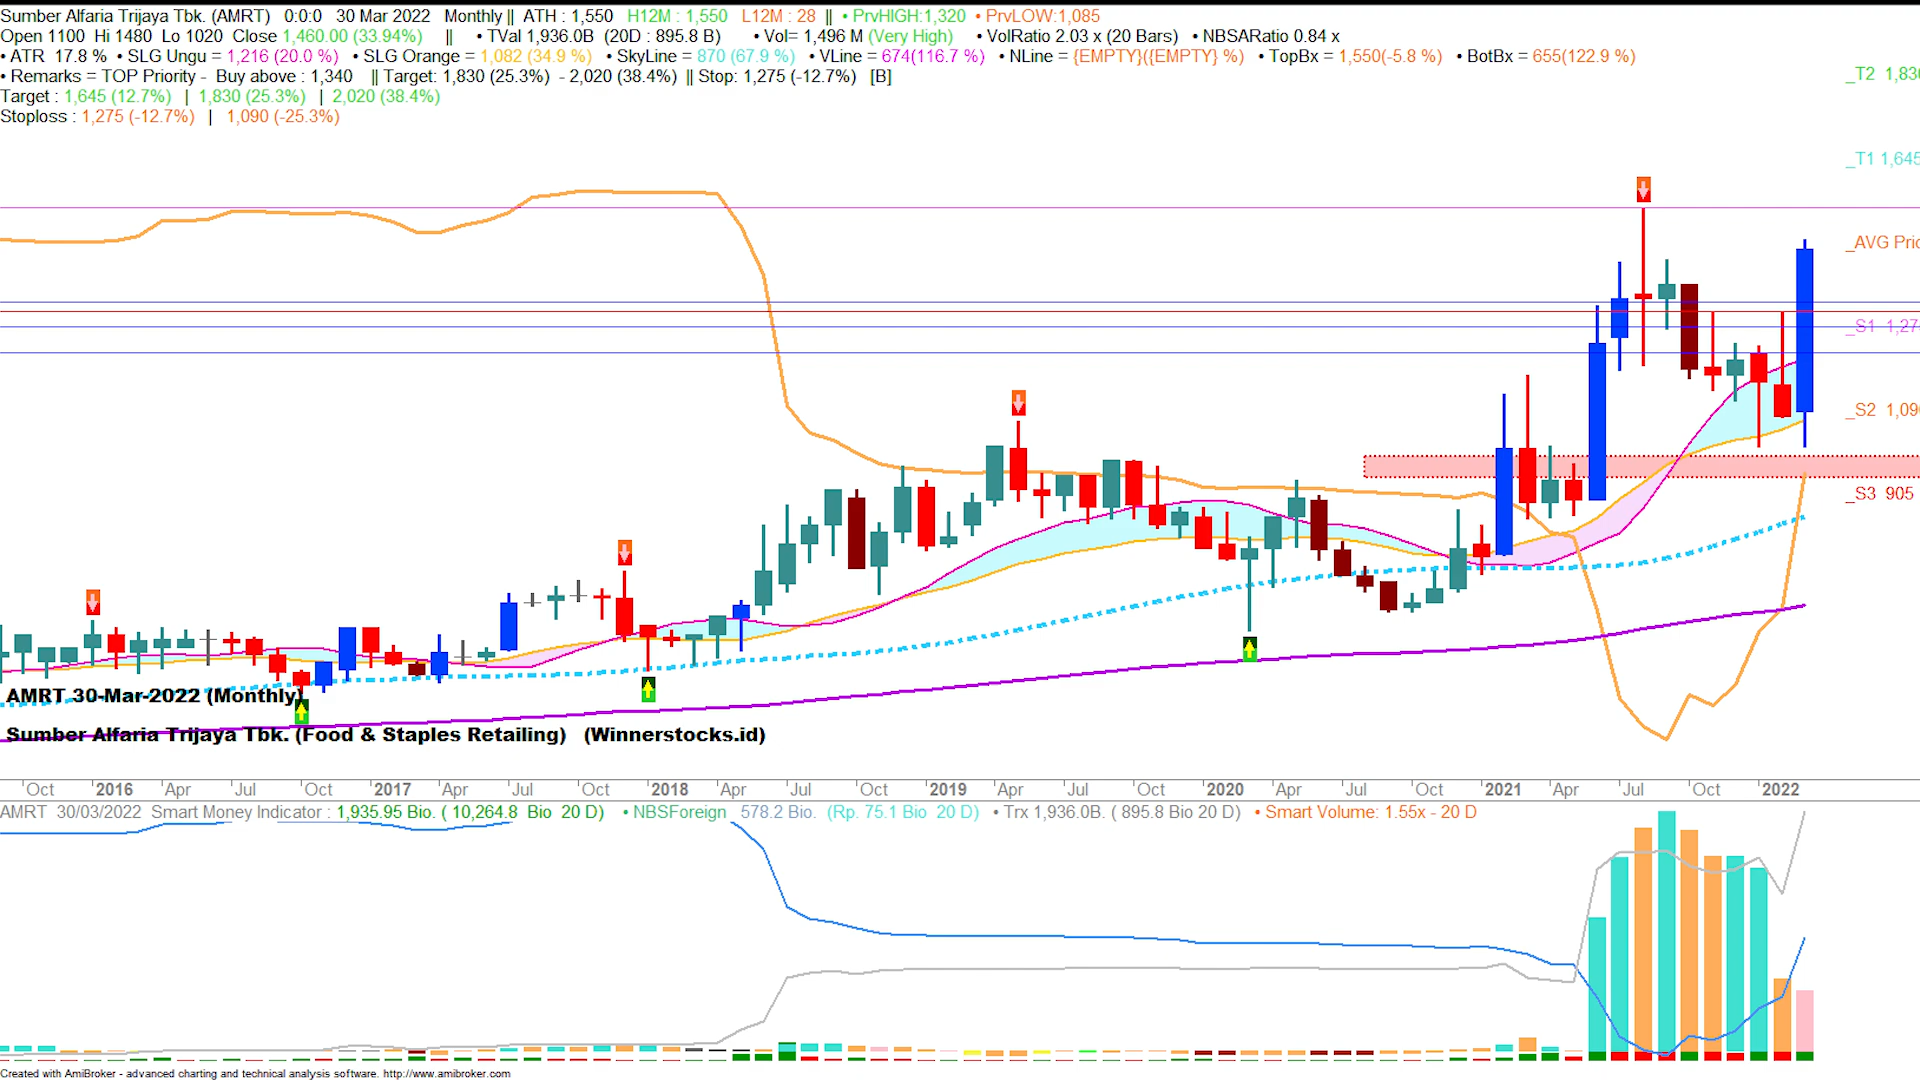 Sumber Alfaria Trijaya Tbk. (AMRT) 0:0:0 30 Mar 2022 Monthly || ATH : 1,550 H12M : 1,550 L12M : 28 || • PrvHIGH:1,320 • PrvLOW:1,085
Open 1100 Hi 1480 Lo 1020 Close 1,460.00 (33.94%) || • TVal 1,936.0B (20D : 895.8 B) • Vol= 1,496 M (Very High) • VolRatio 2.03 x (20 Bars) • NBSARatio 0.84 x
• ATR 17.8 % • SLG Ungu = 1,216 (20.0 %) • SLG Orange = 1,082 (34.9 %) • SkyLine = 870 (67.9 %) • VLine = 674(116.7 %) • NLine = {EMPTY}({EMPTY} %) • TopBx = 1,550(-5.8 %) • BotBx = 655(122.9 %)
• Remarks = TOP Priority - Buy above : 1,340 || Target: 1,830 (25.3%) - 2,020 (38.4%) || Stop: 1,275 (-12.7%) [B]
Target : 1,645 (12.7%) | 1,830 (25.3%) | 2,020 (38.4%)
Stoploss : 1,275 (-12.7%) | 1,090 (-25.3%)
_T2 1,830
_T1 1,645
_AVG Pric
_S1 1,27
_S2 1,090
_S3 905
AMRT 30-Mar-2022 (Monthly)
Sumber Alfaria Trijaya Tbk. (Food & Staples Retailing) (Winnerstocks.id)
Oct 2016 Apr Jul Oct 2017 Apr Jul Oct 2018 Apr Jul Oct 2019 Apr Jul Oct 2020 Apr Jul Oct 2021 Apr Jul Oct 2022
AMRT 30/03/2022 Smart Money Indicator : 1,935.95 Bio. ( 10,264.8 Bio 20 D) • NBSForeign 578.2 Bio. (Rp. 75.1 Bio 20 D) • Trx 1,936.0B. ( 895.8 Bio 20 D) • Smart Volume: 1.55x - 20 D
Created with AmiBroker - advanced charting and technical analysis software. http://www.amibroker.com